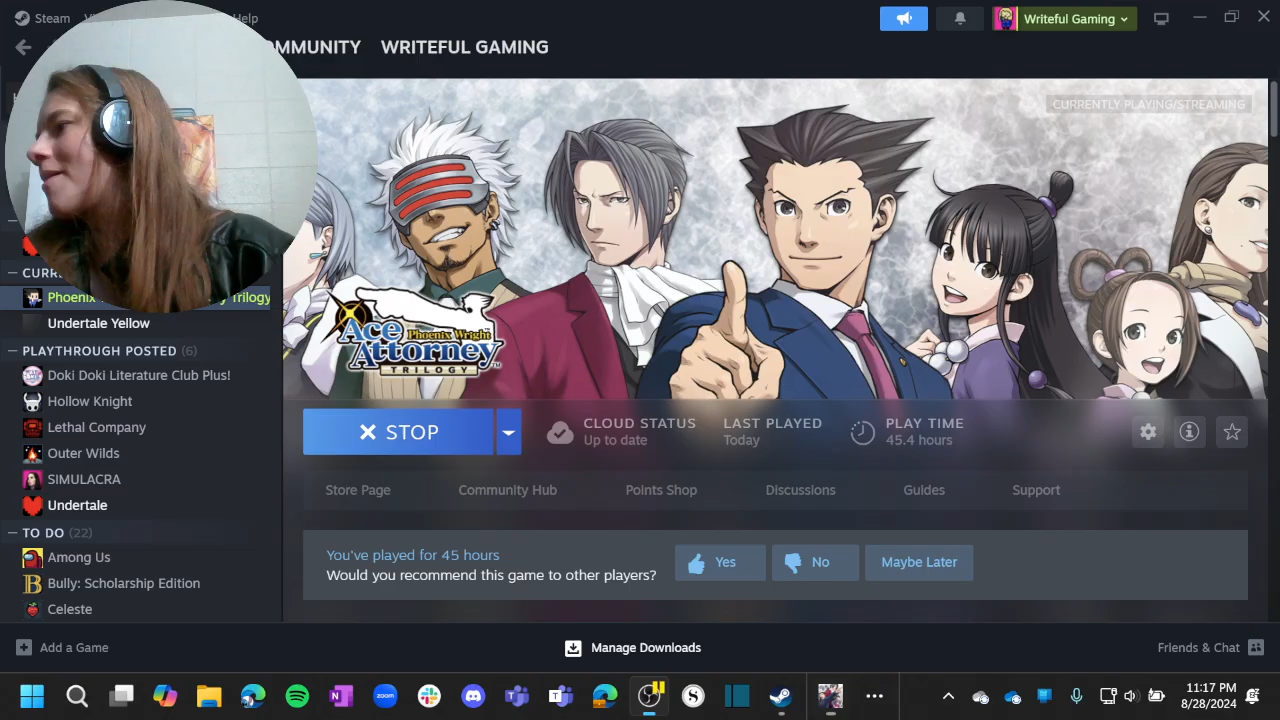 Steam
Help
Writeful Gaming
MMUNITY
WRITEFUL GAMING
CURRENTLY PLAYING/STREAMING
Ace
Phoenix Wright
Attorney
TRILOGY
CURR
Phoenix
Trilogy
Undertale Yellow
PLAYTHROUGH POSTED (6)
Doki Doki Literature Club Plus!
Hollow Knight
Lethal Company
Outer Wilds
SIMULACRA
Undertale
TO DO (22)
Among Us
Bully: Scholarship Edition
Celeste
STOP
CLOUD STATUS
Up to date
LAST PLAYED
Today
PLAY TIME
45.4 hours
Store Page
Community Hub
Points Shop
Discussions
Guides
Support
You've played for 45 hours
Would you recommend this game to other players?
Yes
No
Maybe Later
Add a Game
Manage Downloads
Friends & Chat
zoom
11:17 PM
8/28/2024